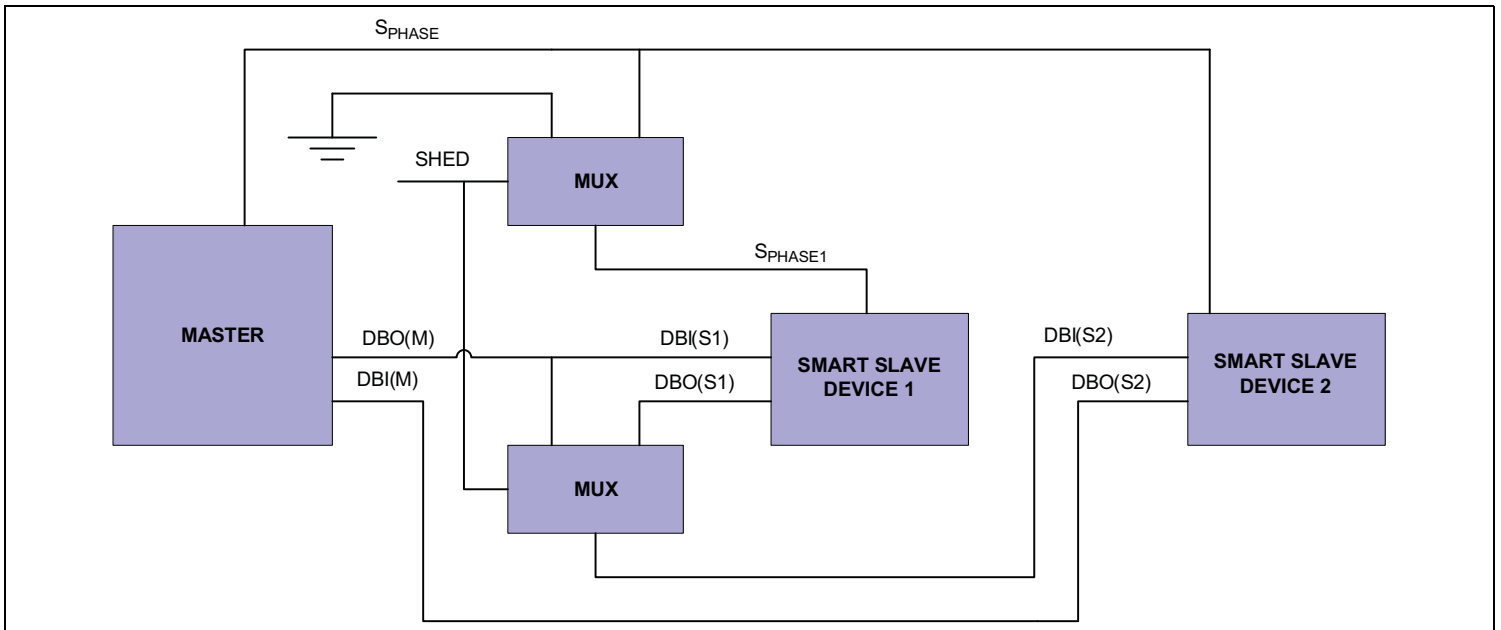 SPHASE
SHED
MUX
SPHASE1
MASTER
DBO(M)
DBI(S1)
DBI(M)
DBO(S1)
SMART SLAVE
DEVICE 1
DBI(S2)
DBO(S2)
SMART SLAVE
DEVICE 2
MUX